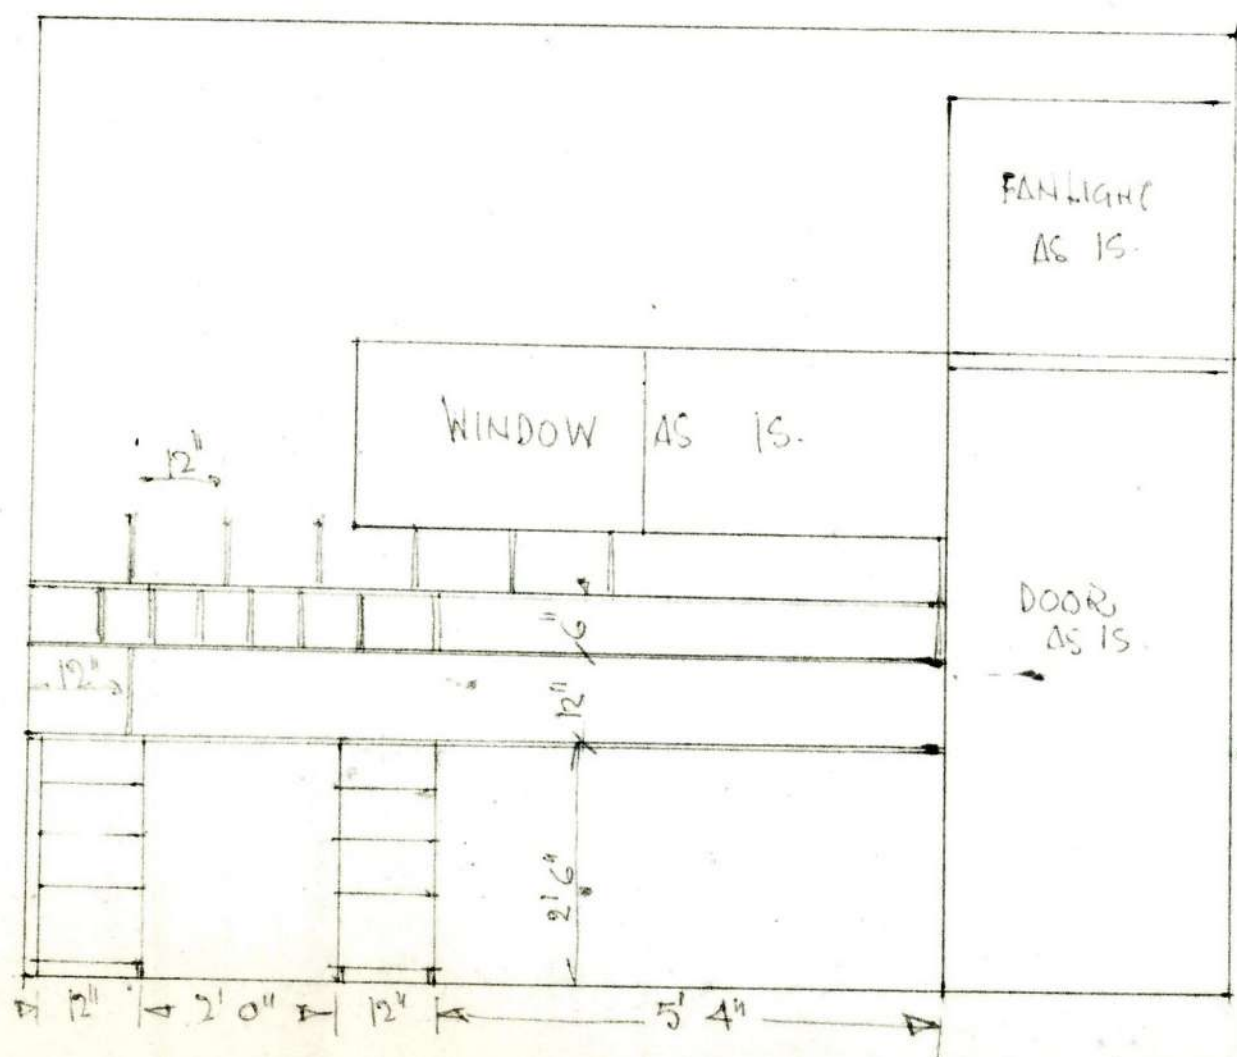 FANLIGHT
AS IS.
WINDOW AS IS.
12"
DOOR
AS IS.
6"
12"
12"
2' 6"
12" 2' 0" 12" 5' 4"